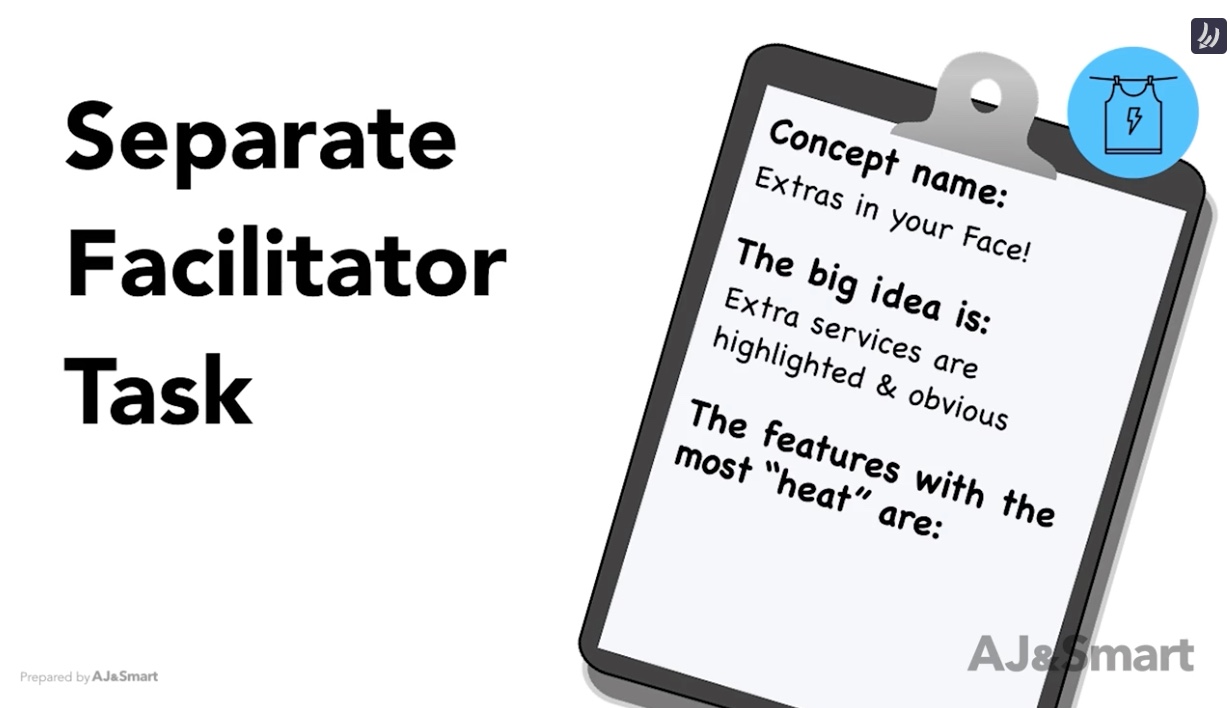 Separate
Facilitator
Task
Concept name:
Extras in your Face!
The big idea is:
Extra services are
highlighted & obvious
The features with the
most “heat” are:
Prepared by AJ&Smart
AJ&Smart